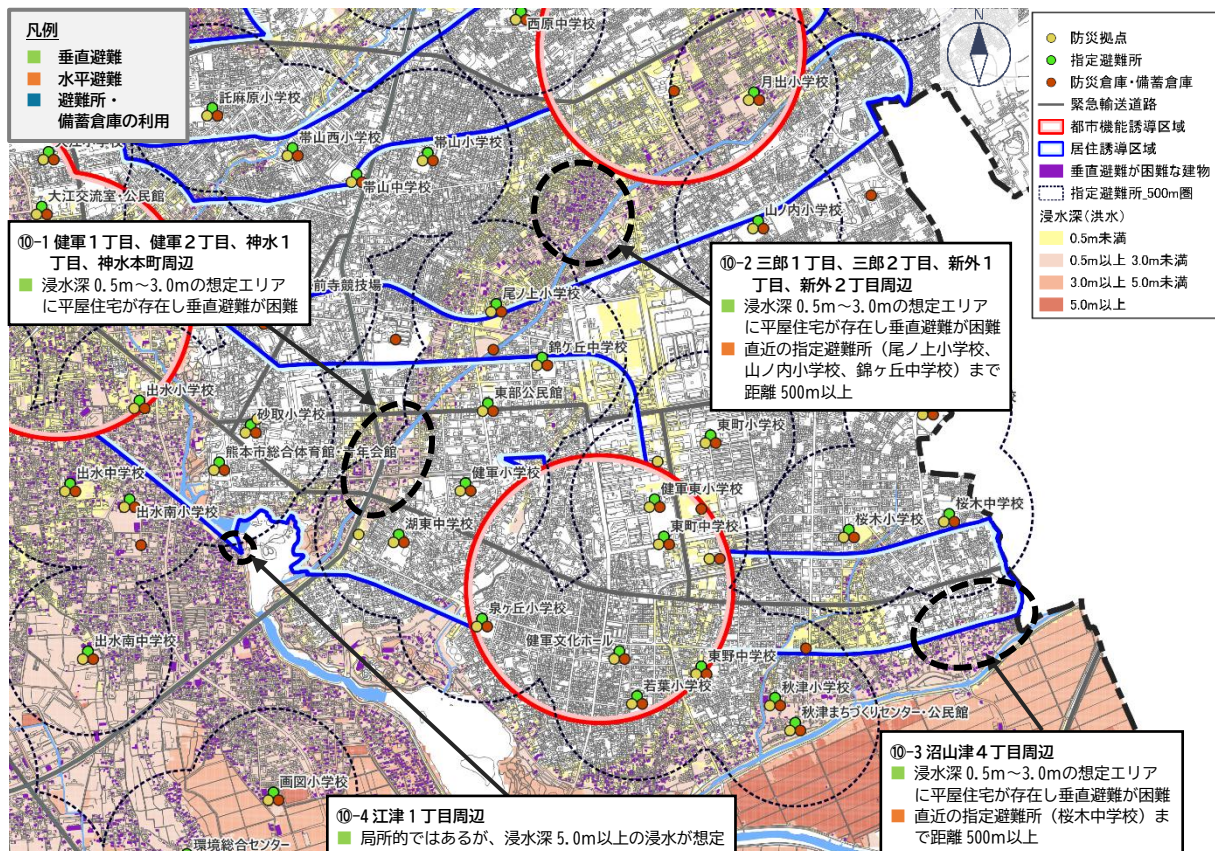 凡例
垂直避難
水平避難
避難所・
備蓄倉庫の利用
西原中学校
N
託麻原小学校
月出小学校
帯山西小学校
帯山小学校
帯山中学校
大江交流室・公民館
山ノ内小学校
⑩-1 健軍1丁目、健軍2丁目、神水1
丁目、神水本町周辺
浸水深 0.5m～3.0mの想定エリア
に平屋住宅が存在し垂直避難が困難
前寺競技場
尾ノ上小学校
⑩-2 三郎1丁目、三郎2丁目、新外1
丁目、新外2丁目周辺
浸水深 0.5m～3.0mの想定エリア
に平屋住宅が存在し垂直避難が困難
直近の指定避難所（尾ノ上小学校、
山ノ内小学校、錦ヶ丘中学校）まで
距離 500m以上
錦ケ丘中学校
出水小学校
砂取小学校
東部公民館
東町小学校
熊本市総合体育館・
年会館
出水中学校
健軍小学校
健軍東小学校
出水南小学校
湖東中学校
東町中学校
桜木小学校
桜木中学校
泉ヶ丘小学校
健軍文化ホール
出水南中学校
東野中学校
若葉小学校
秋津小学校
秋津まちづくりセンター・公民館
画図小学校
環境総合センター
⑩-4 江津1丁目周辺
局所的ではあるが、浸水深 5.0m以上の浸水が想定
⑩-3 沼山津4丁目周辺
浸水深 0.5m～3.0mの想定エリア
に平屋住宅が存在し垂直避難が困難
直近の指定避難所（桜木中学校）ま
で距離 500m以上
防災拠点
指定避難所
防災倉庫・備蓄倉庫
緊急輸送道路
都市機能誘導区域
居住誘導区域
垂直避難が困難な建物
指定避難所_500m圏
浸水深(洪水)
0.5m未満
0.5m以上 3.0m未満
3.0m以上 5.0m未満
5.0m以上